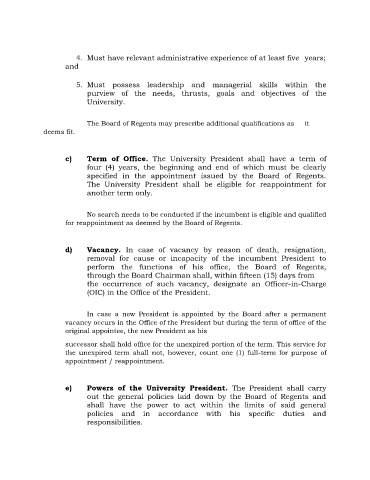 4. Must have relevant administrative experience of at least five years;
and
5. Must possess leadership and managerial skills within the
purview of the needs, thrusts, goals and objectives of the
University.
The Board of Regents may prescribe additional qualifications as it
deems fit.
c) Term of Office. The University President shall have a term of
four (4) years, the beginning and end of which must be clearly
specified in the appointment issued by the Board of Regents.
The University President shall be eligible for reappointment for
another term only.
No search needs to be conducted if the incumbent is eligible and qualified
for reappointment as deemed by the Board of Regents.
d) Vacancy. In case of vacancy by reason of death, resignation,
removal for cause or incapacity of the incumbent President to
perform the functions of his office, the Board of Regents,
through the Board Chairman shall, within fifteen (15) days from
the occurrence of such vacancy, designate an Officer-in-Charge
(OIC) in the Office of the President.
In case a new President is appointed by the Board after a permanent
vacancy occurs in the Office of the President but during the term of office of the
original appointee, the new President as his
successor shall hold office for the unexpired portion of the term. This service for
the unexpired term shall not, however, count one (1) full-term for purpose of
appointment / reappointment.
e) Powers of the University President. The President shall carry
out the general policies laid down by the Board of Regents and
shall have the power to act within the limits of said general
policies and in accordance with his specific duties and
responsibilities.